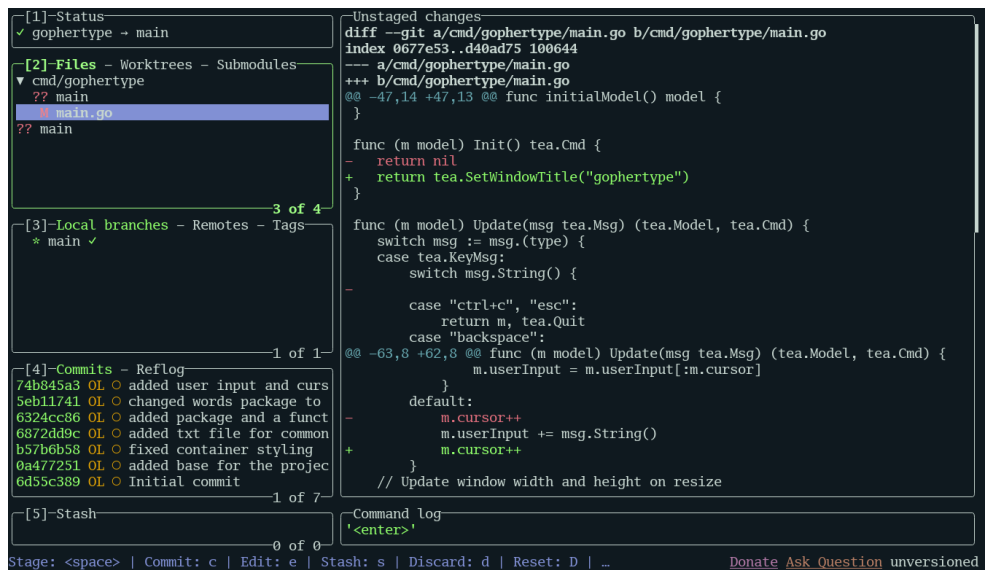 [1]-Status
✓ gophertype → main
[2]-Files - Worktrees - Submodules
▼ cmd/gophertype
?? main
M main.go
?? main
3 of 4
[3]-Local branches - Remotes - Tags
* main ✓
1 of 1
[4]-Commits - Reflog
74b845a3 OL ○ added user input and curs
5eb11741 OL ○ changed words package to
6324cc86 OL ○ added package and a funct
6872dd9c OL ○ added txt file for common
b57b6b58 OL ○ fixed container styling
0a477251 OL ○ added base for the projec
6d55c389 OL ○ Initial commit
1 of 7
[5]-Stash
0 of 0
Unstaged changes
diff --git a/cmd/gophertype/main.go b/cmd/gophertype/main.go
index 0677e53..d40ad75 100644
--- a/cmd/gophertype/main.go
+++ b/cmd/gophertype/main.go
@@ -47,14 +47,13 @@ func initialModel() model {
 }
 func (m model) Init() tea.Cmd {
-   return nil
+   return tea.SetWindowTitle("gophertype")
 }
 func (m model) Update(msg tea.Msg) (tea.Model, tea.Cmd) {
    switch msg := msg.(type) {
    case tea.KeyMsg:
        switch msg.String() {
-
        case "ctrl+c", "esc":
            return m, tea.Quit
        case "backspace":
@@ -63,8 +62,8 @@ func (m model) Update(msg tea.Msg) (tea.Model, tea.Cmd) {
                m.userInput = m.userInput[:m.cursor]
            }
        default:
-           m.cursor++
            m.userInput += msg.String()
+           m.cursor++
        }
    // Update window width and height on resize
Command log
'<enter>'
Stage: <space> | Commit: c | Edit: e | Stash: s | Discard: d | Reset: D | … Donate Ask Question unversioned